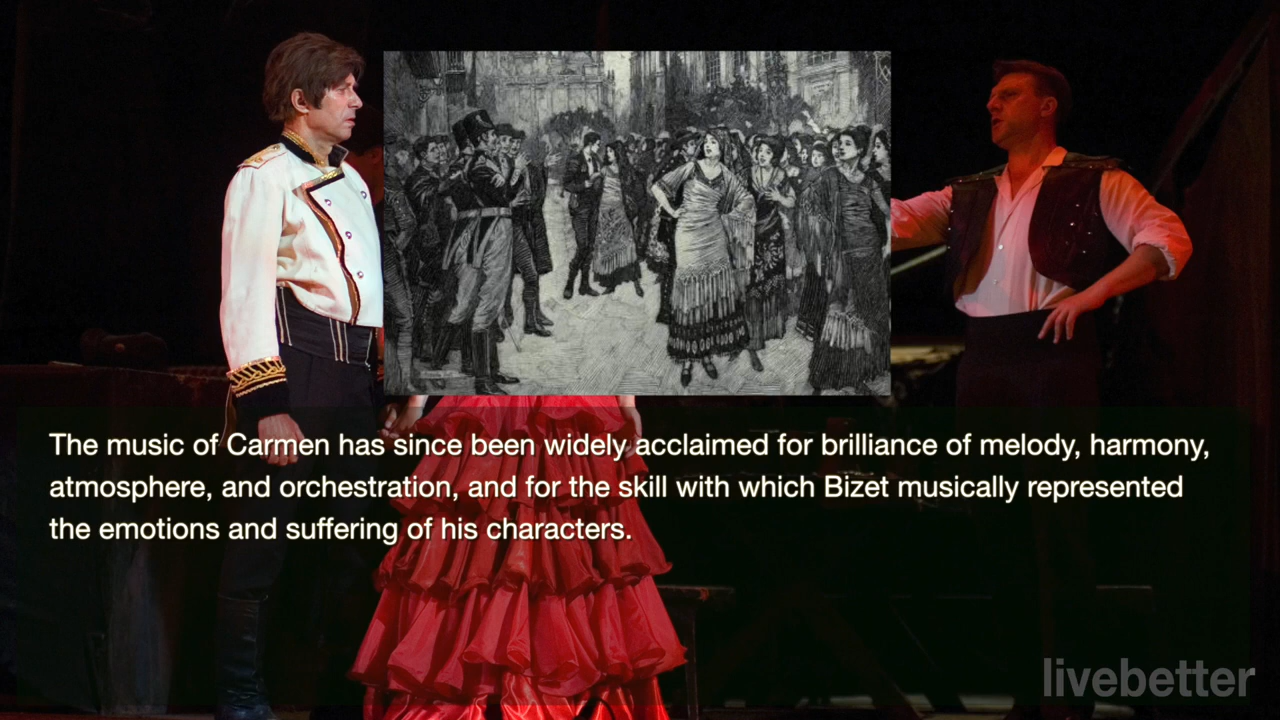 The music of Carmen has since been widely acclaimed for brilliance of melody, harmony,
atmosphere, and orchestration, and for the skill with which Bizet musically represented
the emotions and suffering of his characters.
livebetter